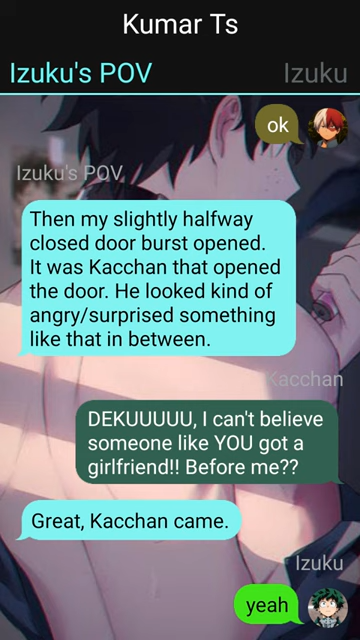 Kumar Ts
Izuku's POV
Izuku
ok
Izuku's POV
Then my slightly halfway
closed door burst opened.
It was Kacchan that opened
the door. He looked kind of
angry/surprised something
like that in between.
Kacchan
DEKUUUUU, I can't believe
someone like YOU got a
girlfriend!! Before me??
Great, Kacchan came.
Izuku
yeah